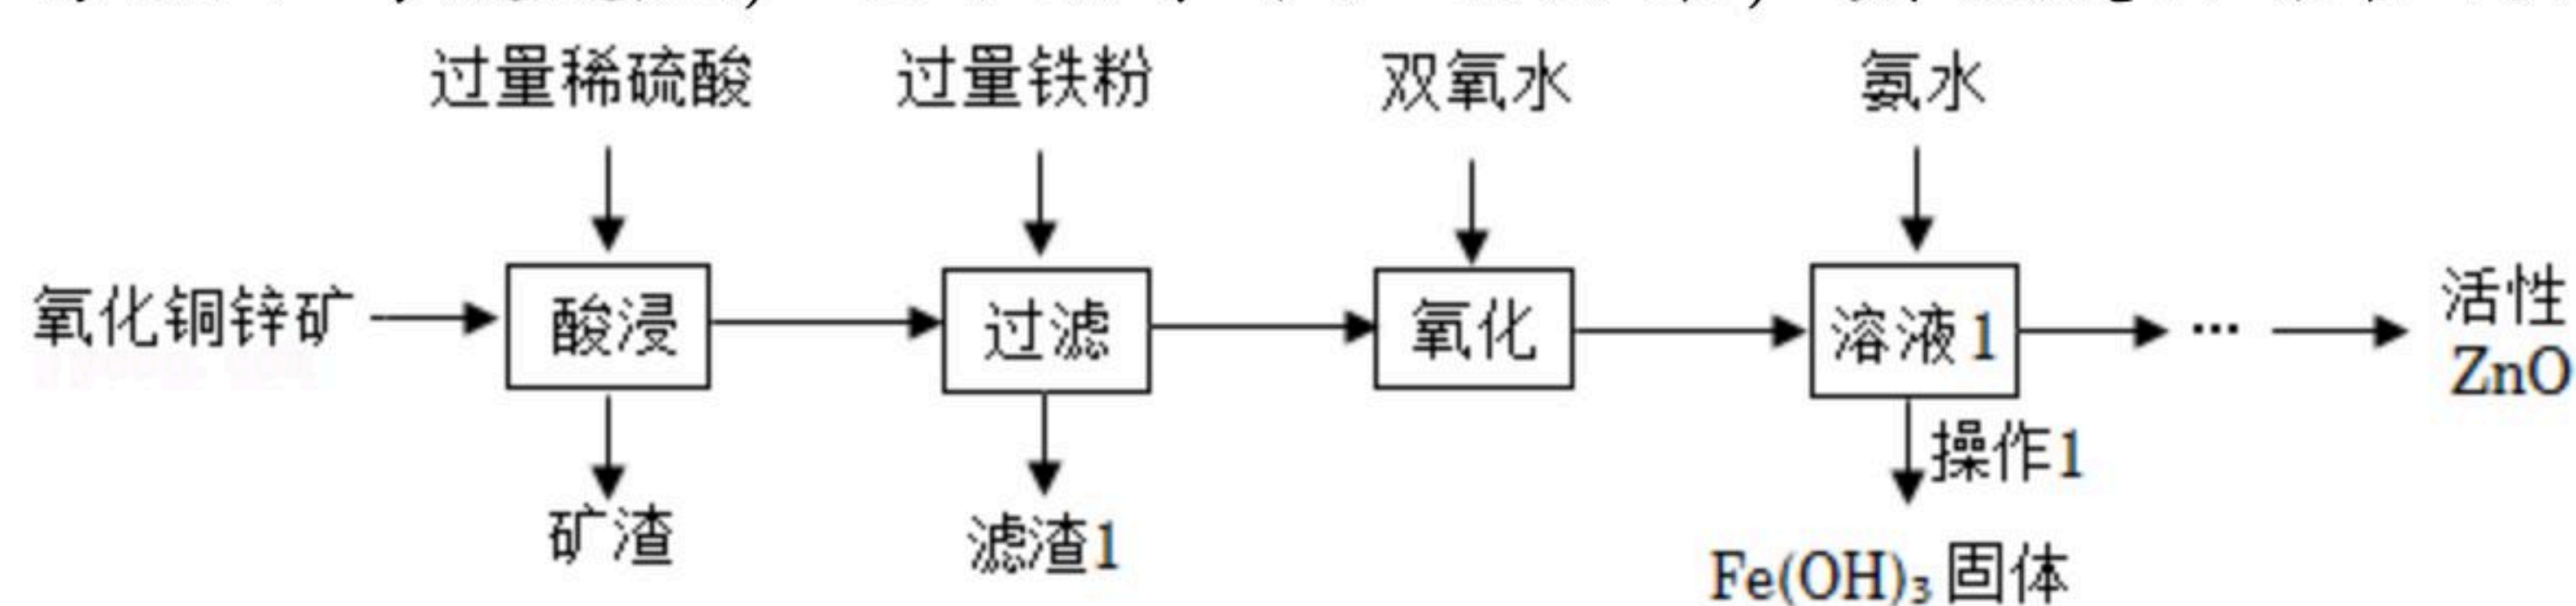 过量稀硫酸 过量铁粉 双氧水 氨水
氧化铜锌矿 酸浸 过滤 氧化 溶液1 … 活性
ZnO
操作1
矿渣 滤渣1 Fe(OH)₃固体